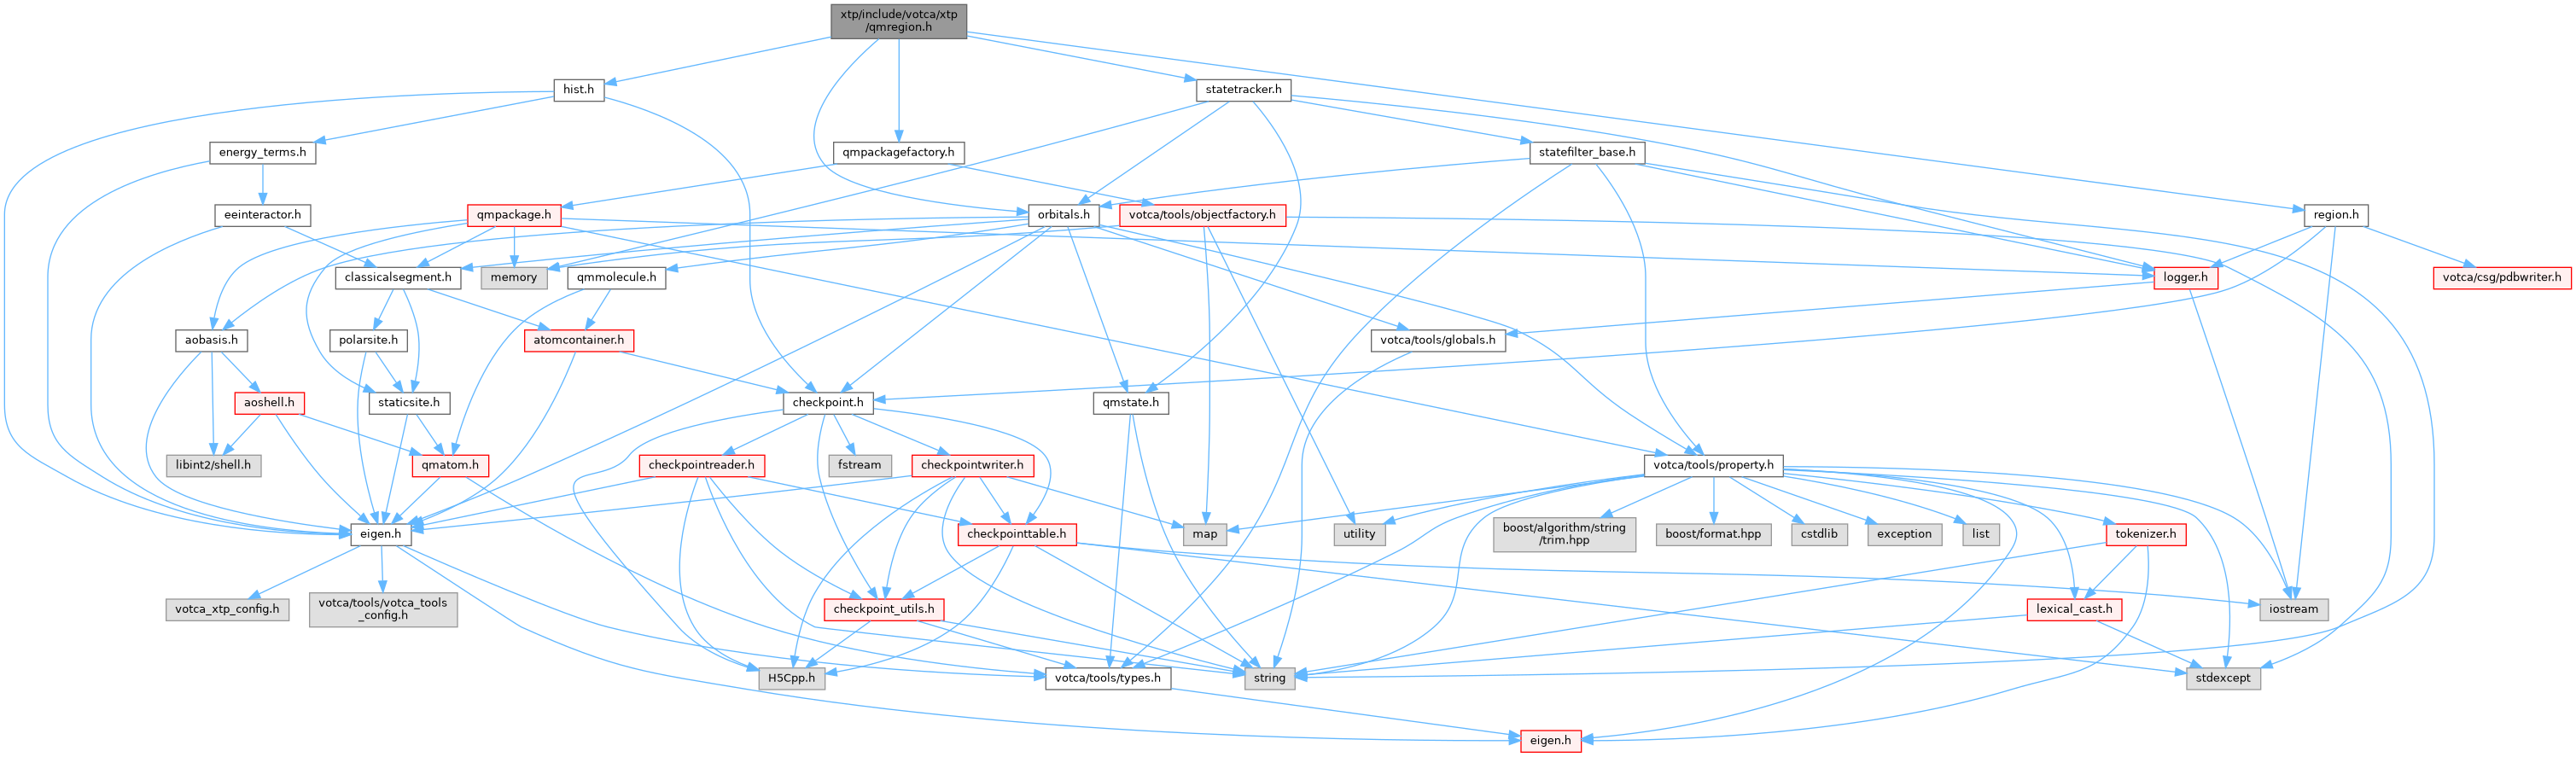 xtp/include/votca/xtp
/qmregion.h
hist.h
statetracker.h
energy_terms.h
qmpackagefactory.h
statefilter_base.h
eeinteractor.h
qmpackage.h
orbitals.h
votca/tools/objectfactory.h
region.h
classicalsegment.h
memory
qmmolecule.h
logger.h
votca/csg/pdbwriter.h
aobasis.h
polarsite.h
atomcontainer.h
votca/tools/globals.h
aoshell.h
staticsite.h
checkpoint.h
qmstate.h
libint2/shell.h
qmatom.h
checkpointreader.h
fstream
checkpointwriter.h
votca/tools/property.h
eigen.h
checkpointtable.h
map
utility
boost/algorithm/string
/trim.hpp
boost/format.hpp
cstdlib
exception
list
tokenizer.h
votca_xtp_config.h
votca/tools/votca_tools
_config.h
checkpoint_utils.h
lexical_cast.h
iostream
H5Cpp.h
votca/tools/types.h
string
stdexcept
eigen.h